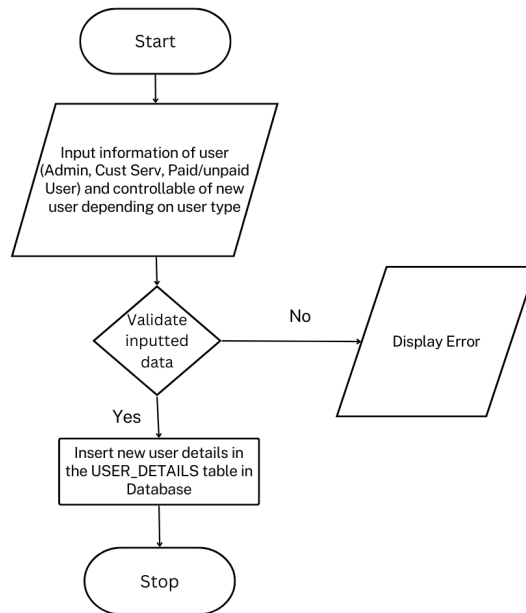 Start
Input information of user
(Admin, Cust Serv, Paid/unpaid
User) and controllable of new
user depending on user type
Validate
inputted
data
No
Display Error
Yes
Insert new user details in
the USER_DETAILS table in
Database
Stop